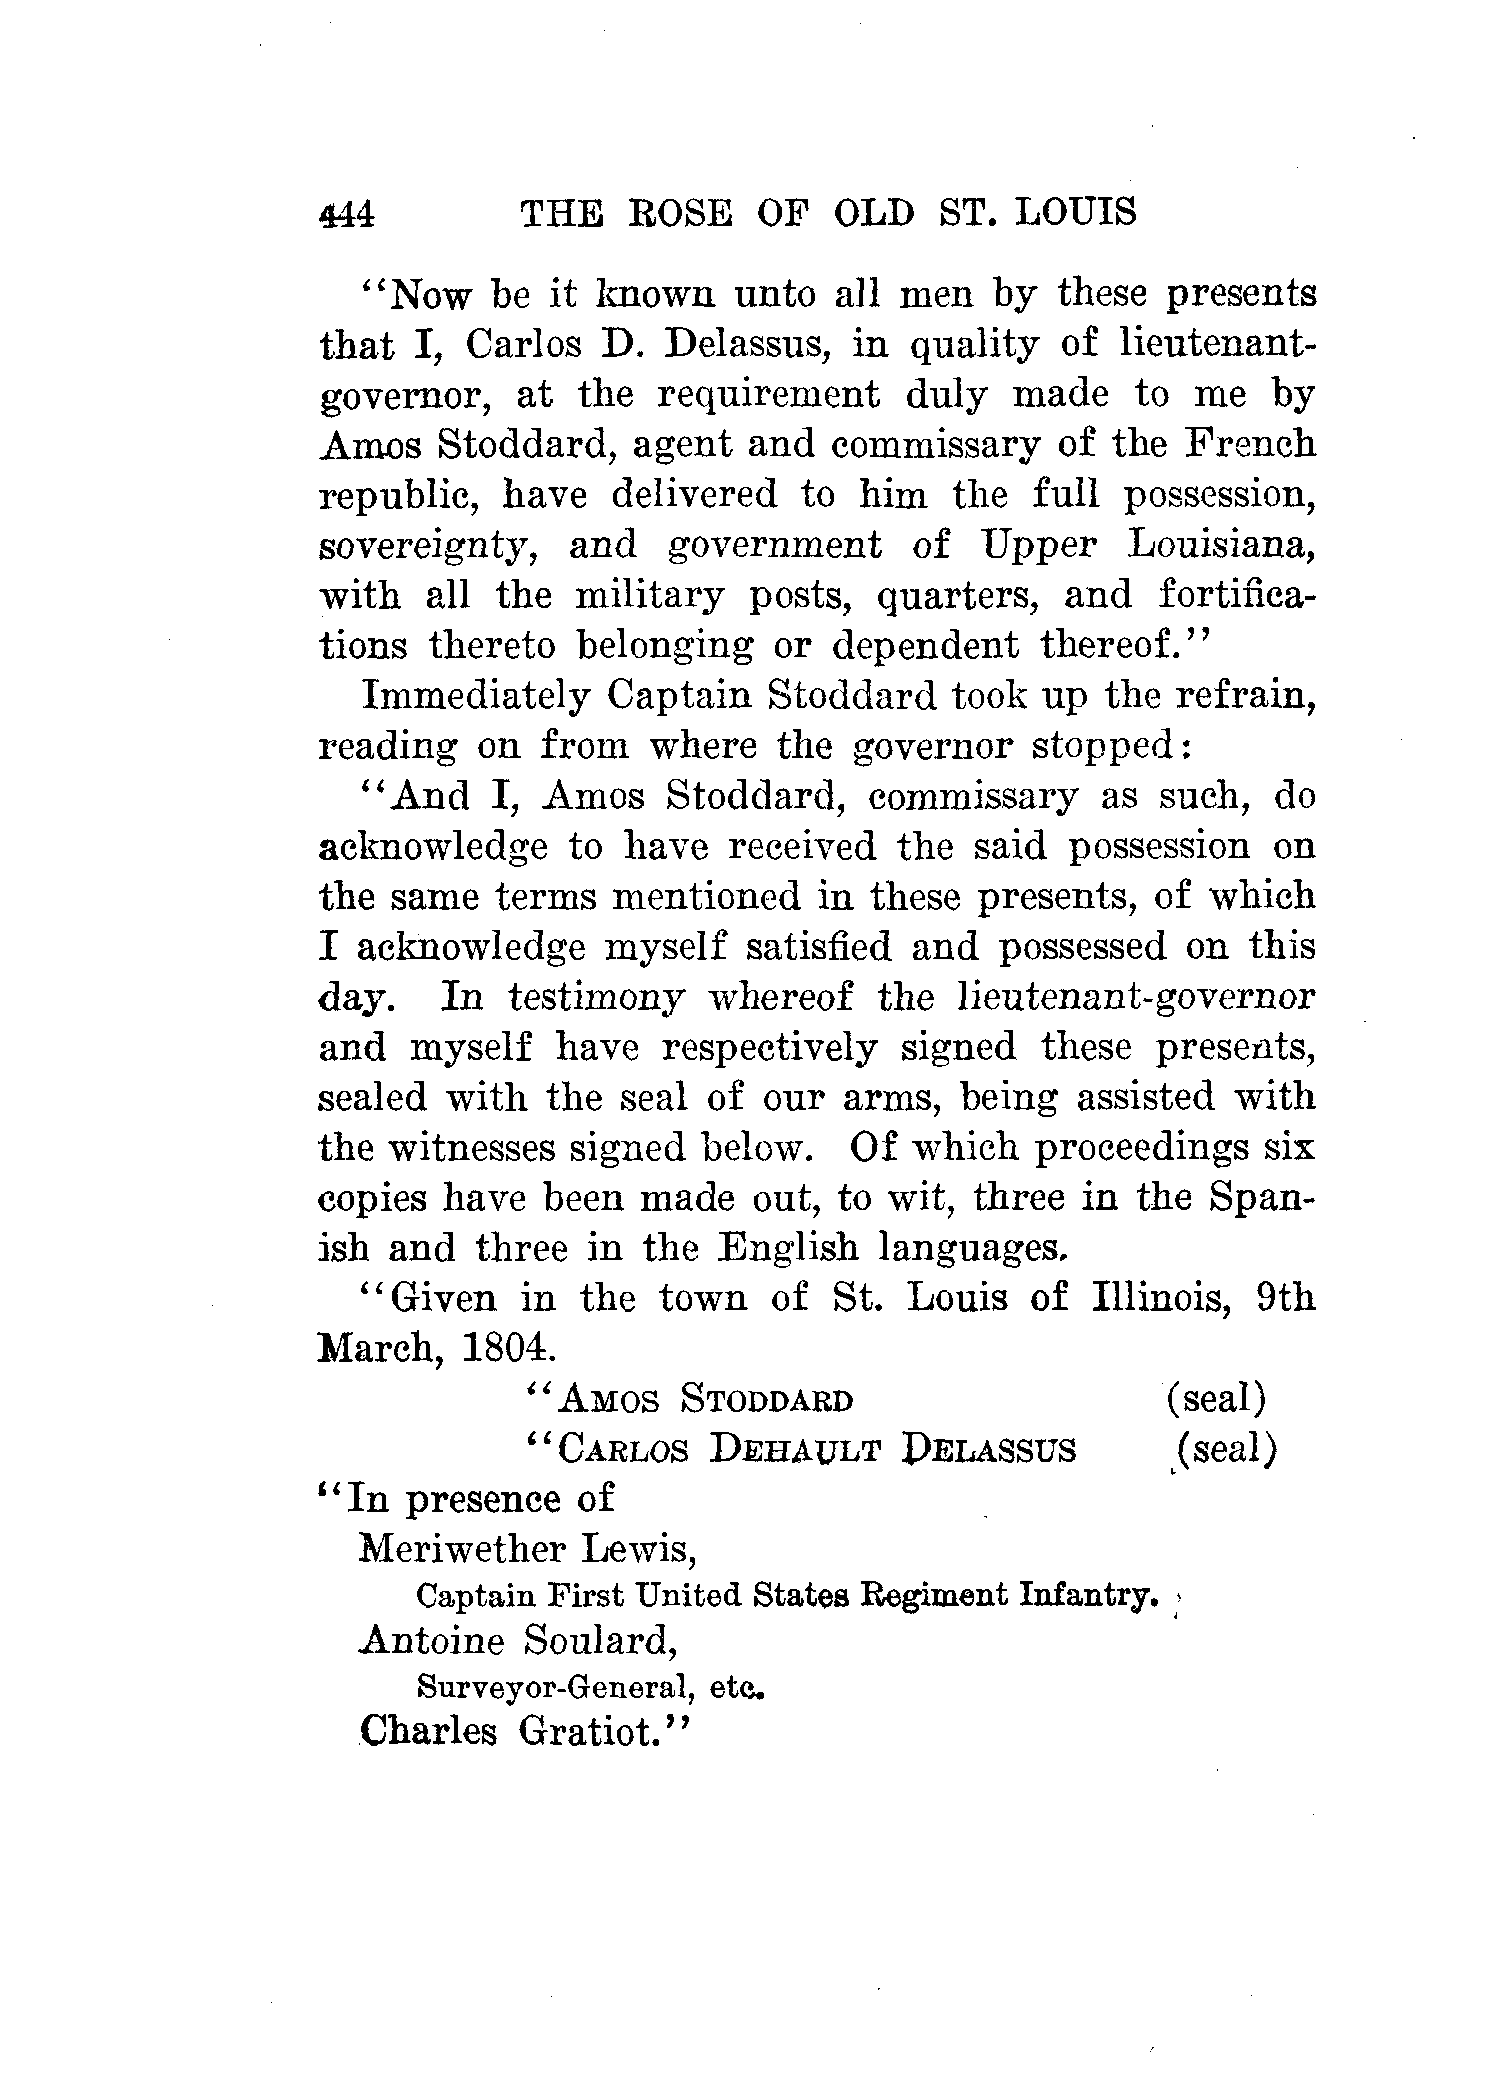 444 THE ROSE OF OLD ST. LOUIS
"Now be it known unto all men by these presents
that I, Carlos D. Delassus, in quality of lieutenant-
governor, at the requirement duly made to me by
Amos Stoddard, agent and commissary of the French
republic, have delivered to him the full possession,
sovereignty, and government of Upper Louisiana,
with all the military posts, quarters, and fortifica-
tions thereto belonging or dependent thereof."
Immediately Captain Stoddard took up the refrain,
reading on from where the governor stopped:
"And I, Amos Stoddard, commissary as such, do
acknowledge to have received the said possession on
the same terms mentioned in these presents, of which
I acknowledge myself satisfied and possessed on this
day. In testimony whereof the lieutenant-governor
and myself have respectively signed these presents,
sealed with the seal of our arms, being assisted with
the witnesses signed below. Of which proceedings six
copies have been made out, to wit, three in the Span-
ish and three in the English languages.
"Given in the town of St. Louis of Illinois, 9th
March, 1804.
"AMOS STODDARD (seal)
"CARLOS DEHAULT DELASSUS (seal)
"In presence of
Meriwether Lewis,
Captain First United States Regiment Infantry.
Antoine Soulard,
Surveyor-General, etc.
Charles Gratiot."